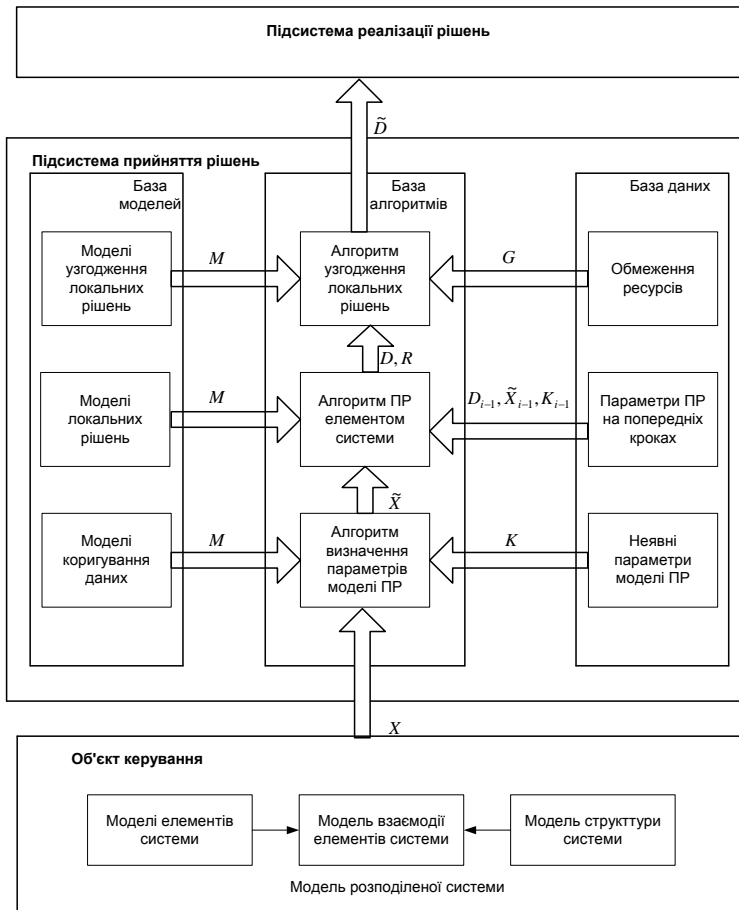 Підсистема реалізації рішень
D̃
Підсистема прийняття рішень
База
моделей
База
алгоритмів
База даних
Моделі
узгодження
локальних
рішень
M
Алгоритм
узгодження
локальних
рішень
G
Обмеження
ресурсів
D, R
Моделі
локальних
рішень
M
Алгоритм ПР
елементом
системи
D_{i−1}, X̃_{i−1}, K_{i−1}
Параметри ПР
на попередніх
кроках
X̃
Моделі
коригування
даних
M
Алгоритм
визначення
параметрів
моделі ПР
K
Неявні
параметри
моделі ПР
X
Об'єкт керування
Моделі елементів
системи
Модель взаємодії
елементів системи
Модель структтури
системи
Модель розподіленої системи